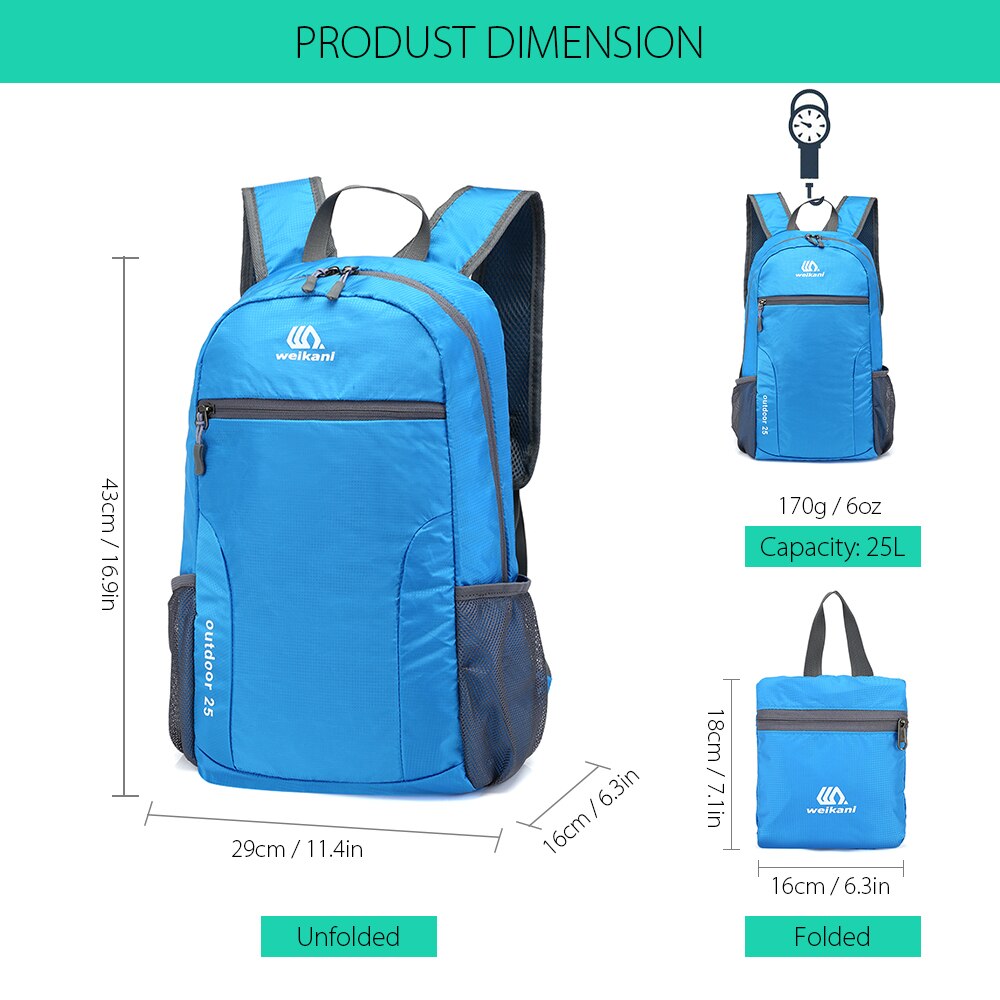 PRODUST DIMENSION
weikani
outdoor 25
43cm / 16.9in
29cm / 11.4in
16cm / 6.3in
Unfolded
weikani
outdoor 25
170g / 6oz
Capacity: 25L
weikani
18cm / 7.1in
16cm / 6.3in
Folded